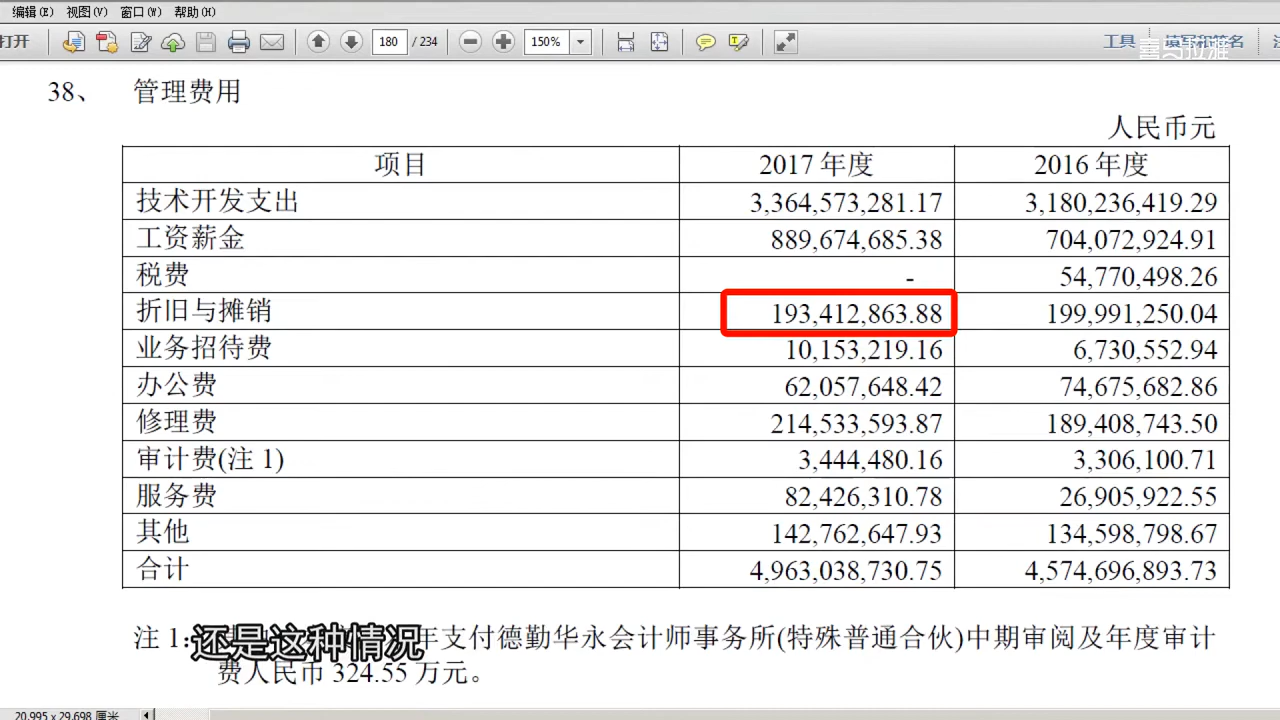 编辑(E) 视图(V) 窗口(W) 帮助(H)
打开 180 / 234 150% 工具 填写和签名
喜马拉雅
38、 管理费用
人民币元
项目 2017 年度 2016 年度
技术开发支出 3,364,573,281.17 3,180,236,419.29
工资薪金 889,674,685.38 704,072,924.91
税费 - 54,770,498.26
折旧与摊销 193,412,863.88 199,991,250.04
业务招待费 10,153,219.16 6,730,552.94
办公费 62,057,648.42 74,675,682.86
修理费 214,533,593.87 189,408,743.50
审计费(注 1) 3,444,480.16 3,306,100.71
服务费 82,426,310.78 26,905,922.55
其他 142,762,647.93 134,598,798.67
合计 4,963,038,730.75 4,574,696,893.73
注 1: 年支付德勤华永会计师事务所(特殊普通合伙)中期审阅及年度审计
还是这种情况
费人民币 324.55 万元。
20.995 x 29.698 厘米